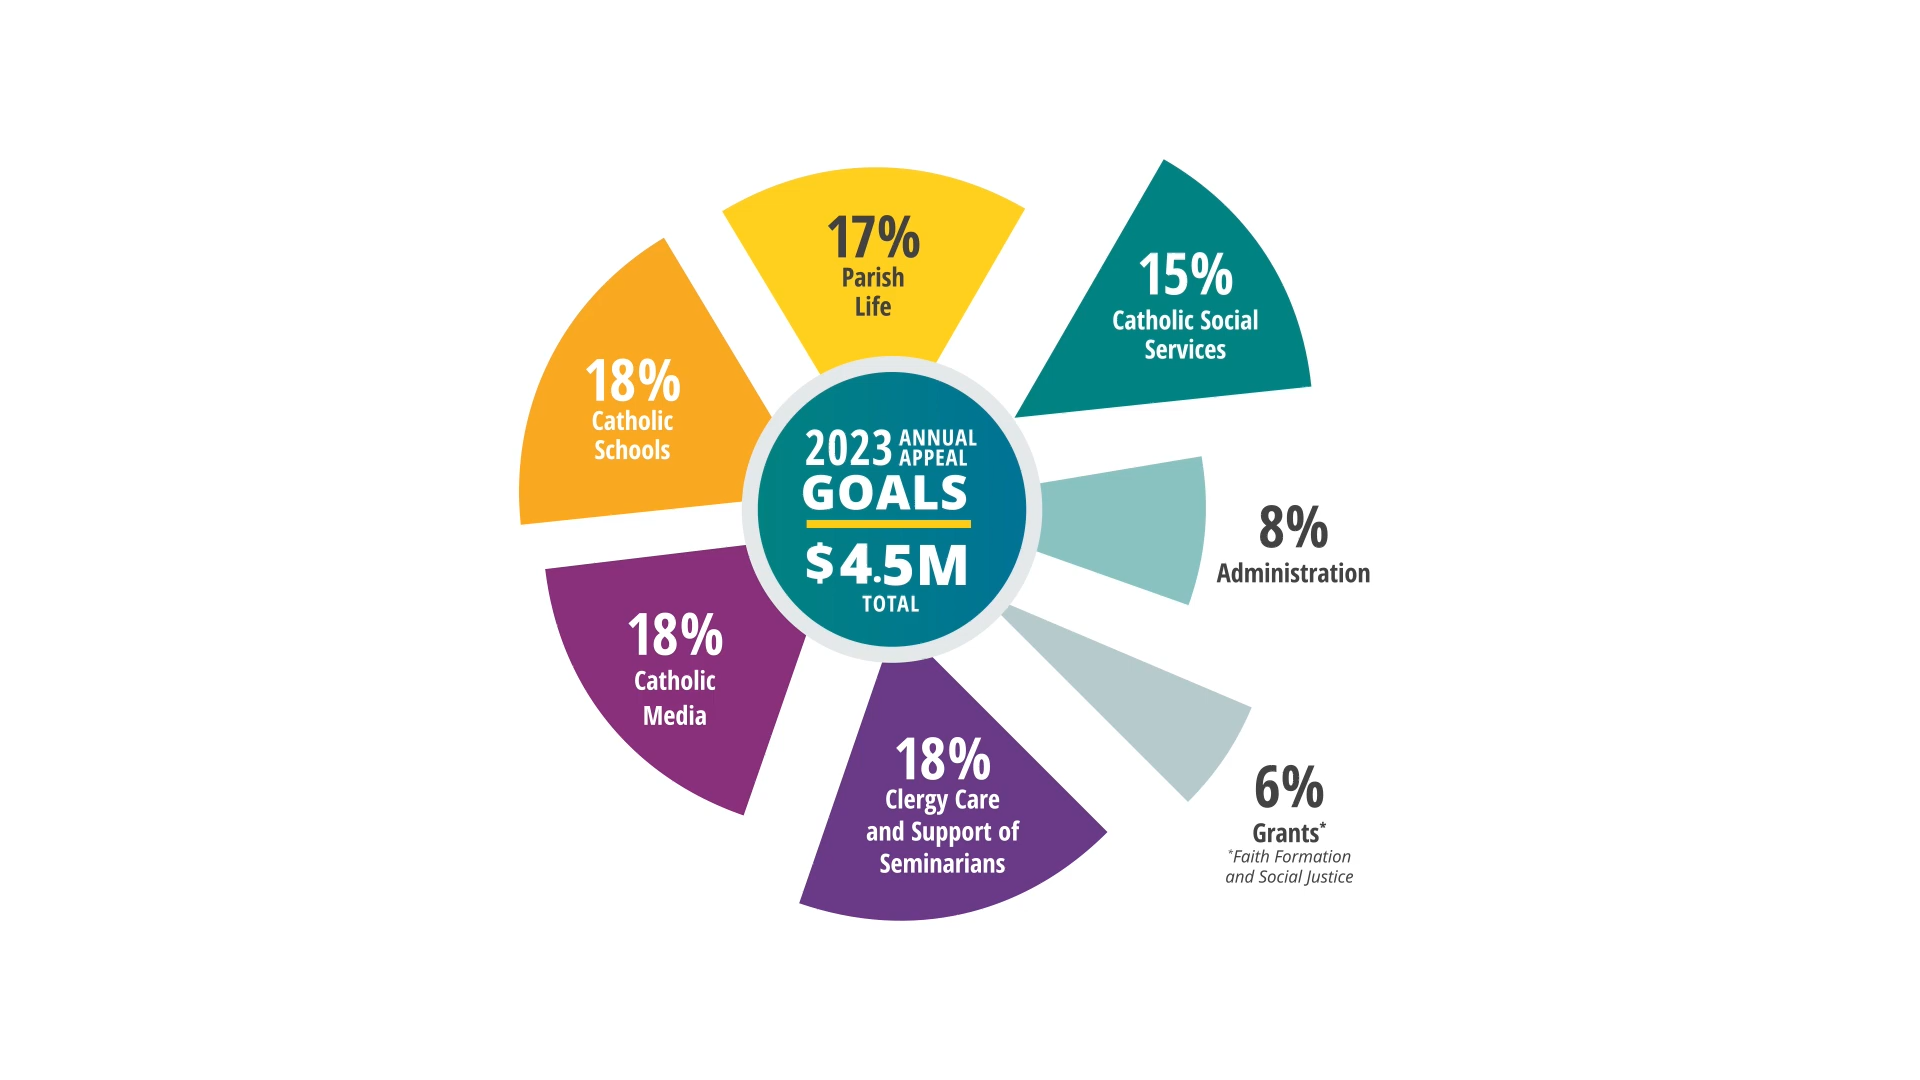 17%
Parish
Life
15%
Catholic Social
Services
18%
Catholic
Schools
2023 ANNUAL
APPEAL
GOALS
$4.5M
TOTAL
8%
Administration
18%
Catholic
Media
18%
Clergy Care
and Support of
Seminarians
6%
Grants*
*Faith Formation
and Social Justice